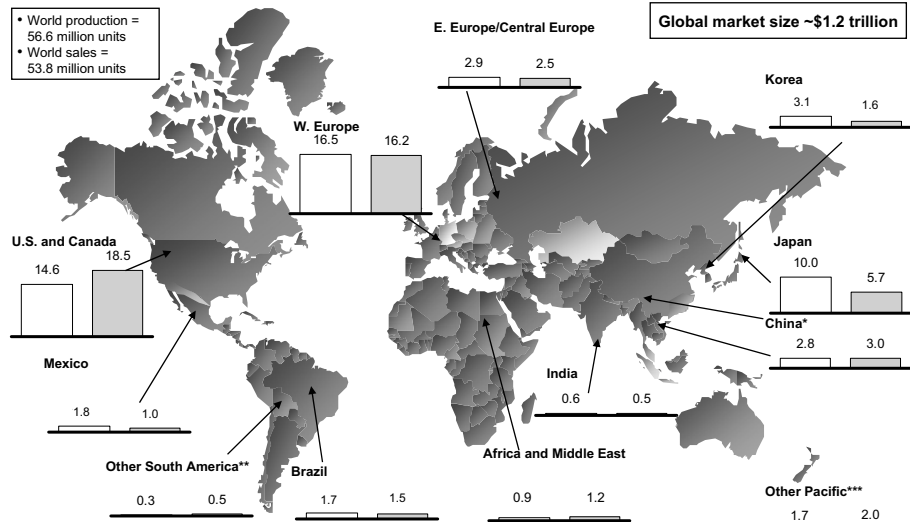 • World production =
56.6 million units
• World sales =
53.8 million units
E. Europe/Central Europe
2.9 2.5
Global market size ~$1.2 trillion
Korea
3.1 1.6
W. Europe
16.5 16.2
U.S. and Canada
14.6 18.5
Japan
10.0 5.7
China*
2.8 3.0
Mexico
1.8 1.0
India
0.6 0.5
Other South America**
0.3 0.5
Brazil
1.7 1.5
Africa and Middle East
0.9 1.2
Other Pacific***
1.7 2.0